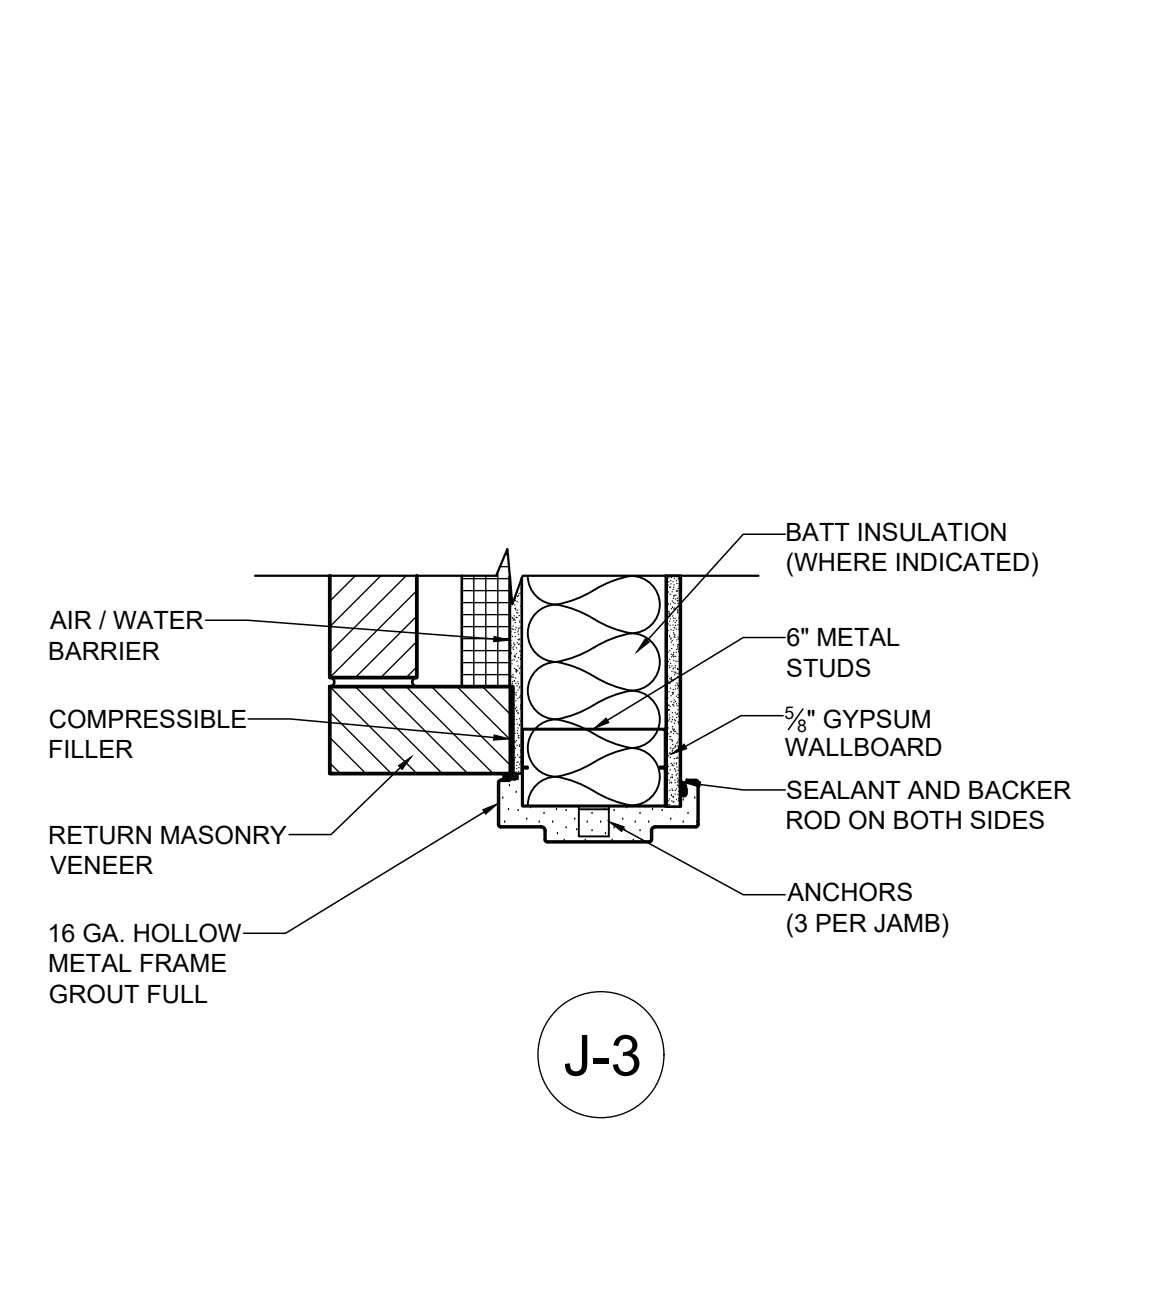 AIR / WATER
BARRIER
COMPRESSIBLE
FILLER
RETURN MASONRY
VENEER
16 GA. HOLLOW
METAL FRAME
GROUT FULL
BATT INSULATION
(WHERE INDICATED)
6" METAL
STUDS
5⁄8" GYPSUM
WALLBOARD
SEALANT AND BACKER
ROD ON BOTH SIDES
ANCHORS
(3 PER JAMB)
J-3